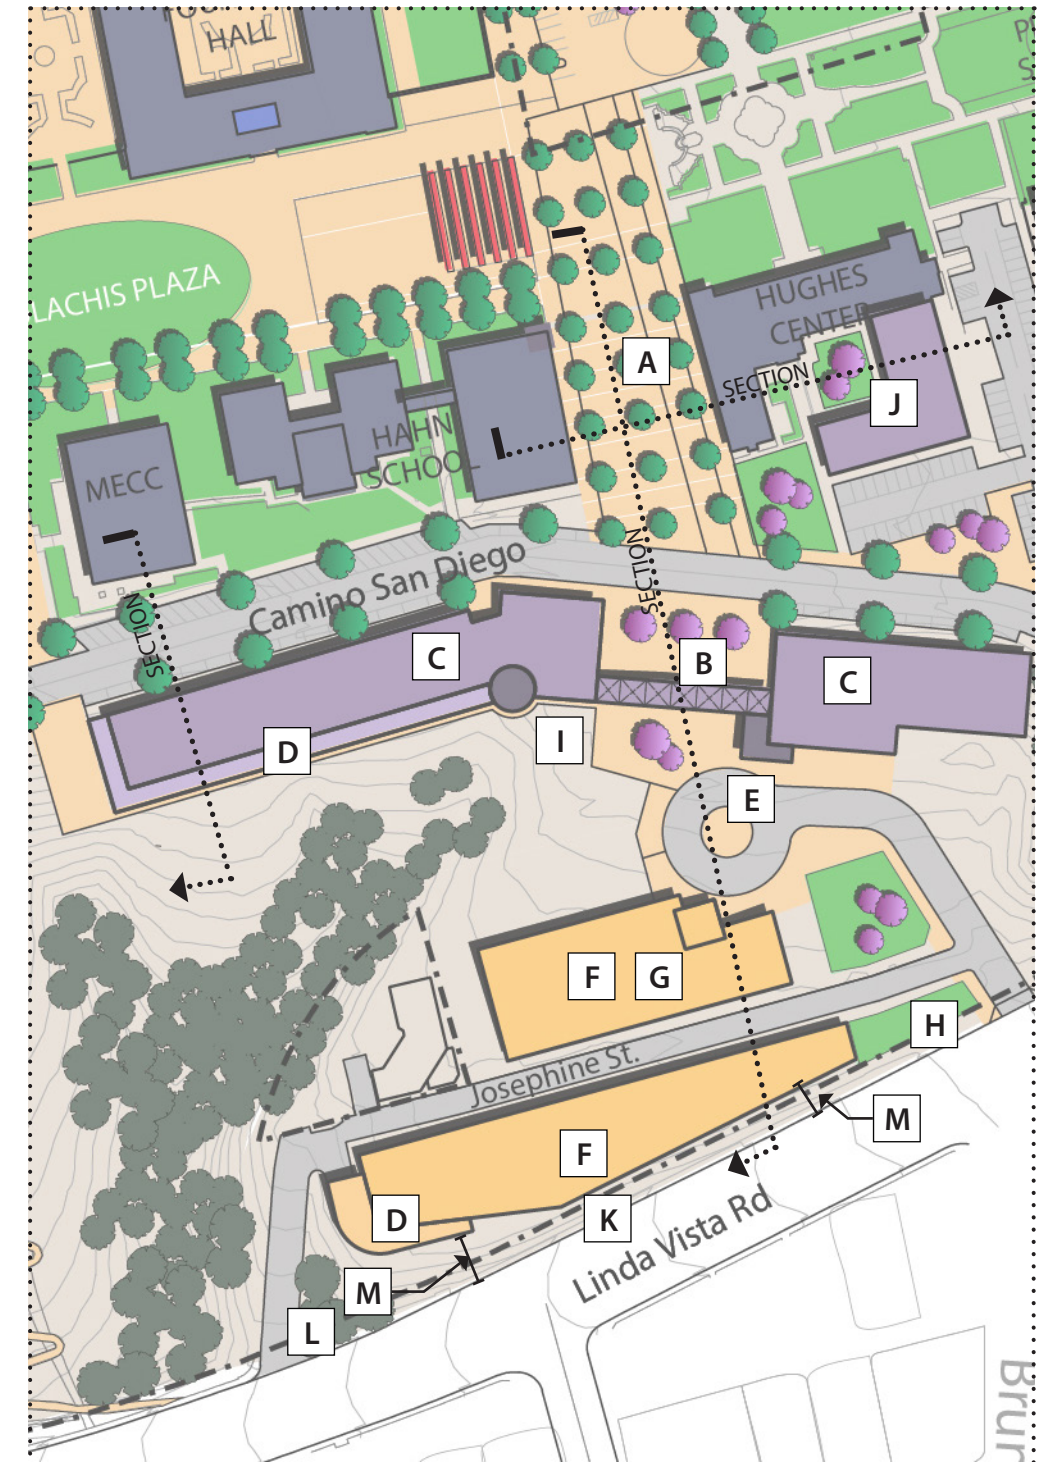 HALL
LACHIS PLAZA
HUGHES
CENTER
A
SECTION
J
HAHN
SCHOOL
MECC
SECTION
Camino San Diego
SECTION
C
B
C
D
I
E
F
G
H
Josephine St.
M
F
D
K
Linda Vista Rd
M
L
Brun